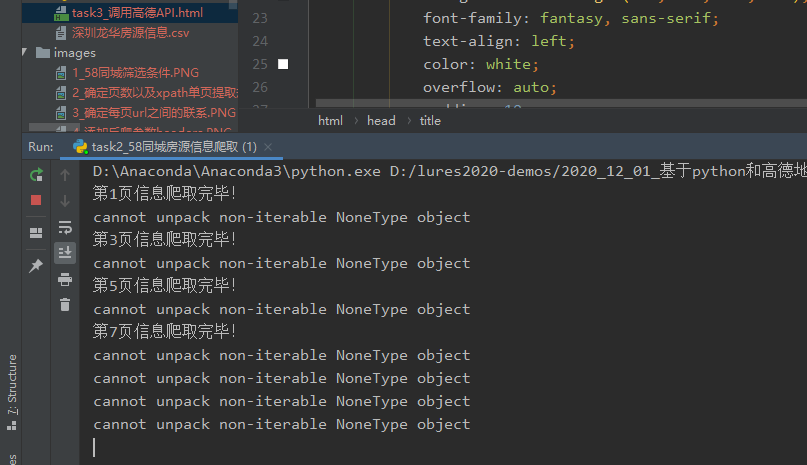 task3_调用高德API.html
深圳龙华房源信息.csv
images
1_58同城筛选条件.PNG
2_确定页数以及xpath单页提取
3_确定每页url之间的联系.PNG
23 font-family: fantasy, sans-serif;
24 text-align: left;
25 color: white;
26 overflow: auto;
html > head > title
Run: task2_58同城房源信息爬取 (1) ×
D:\Anaconda\Anaconda3\python.exe D:/lures2020-demos/2020_12_01_基于python和高德地
第1页信息爬取完毕!
cannot unpack non-iterable NoneType object
第3页信息爬取完毕!
cannot unpack non-iterable NoneType object
第5页信息爬取完毕!
cannot unpack non-iterable NoneType object
第7页信息爬取完毕!
cannot unpack non-iterable NoneType object
cannot unpack non-iterable NoneType object
cannot unpack non-iterable NoneType object
cannot unpack non-iterable NoneType object
7: Structure